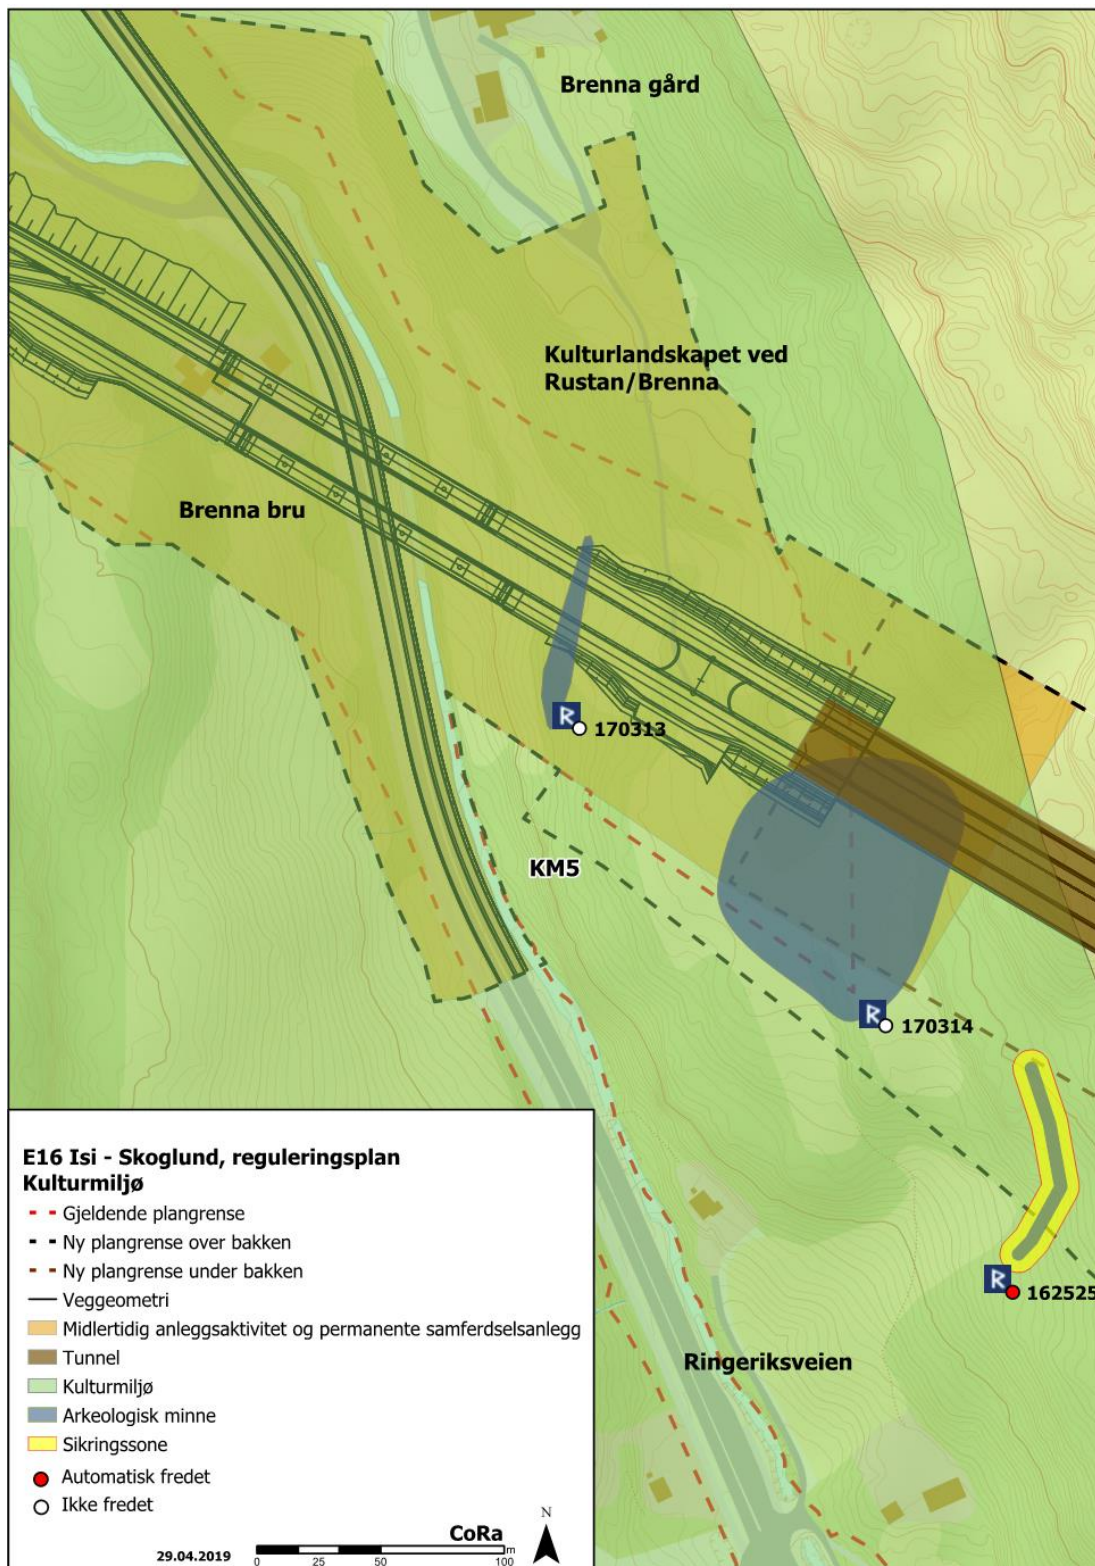 Brenna gård
Kulturlandskapet ved
Rustan/Brenna
Brenna bru
170313
KM5
170314
162525
Ringeriksveien
E16 Isi - Skoglund, reguleringsplan
Kulturmiljø
Gjeldende plangrense
Ny plangrense over bakken
Ny plangrense under bakken
Veggeometri
Midlertidig anleggsaktivitet og permanente samferdselsanlegg
Tunnel
Kulturmiljø
Arkeologisk minne
Sikringssone
Automatisk fredet
Ikke fredet
N
CoRa
29.04.2019
m
0 25 50 100